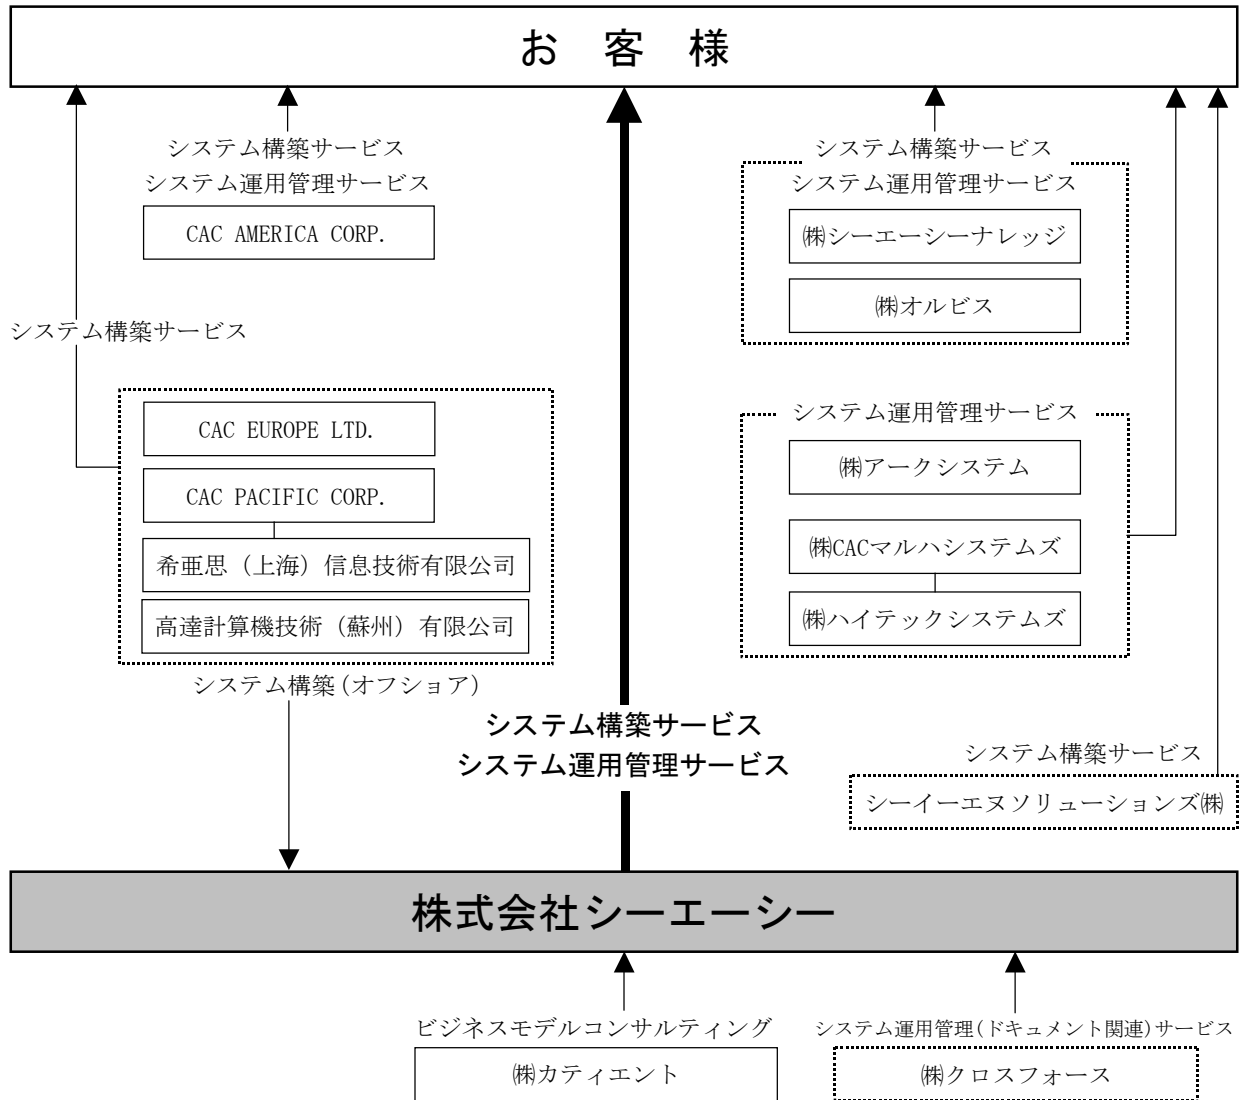 お 客 様
システム構築サービス
システム運用管理サービス
CAC AMERICA CORP.
システム構築サービス
CAC EUROPE LTD.
CAC PACIFIC CORP.
希亜思（上海）信息技術有限公司
高達計算機技術（蘇州）有限公司
システム構築(オフショア)
システム構築サービス
システム運用管理サービス
システム構築サービス
システム運用管理サービス
㈱シーエーシーナレッジ
㈱オルビス
システム運用管理サービス
㈱アークシステム
㈱CACマルハシステムズ
㈱ハイテックシステムズ
システム構築サービス
シーイーエヌソリューションズ㈱
株式会社シーエーシー
ビジネスモデルコンサルティング
㈱カティエント
システム運用管理(ドキュメント関連)サービス
㈱クロスフォース